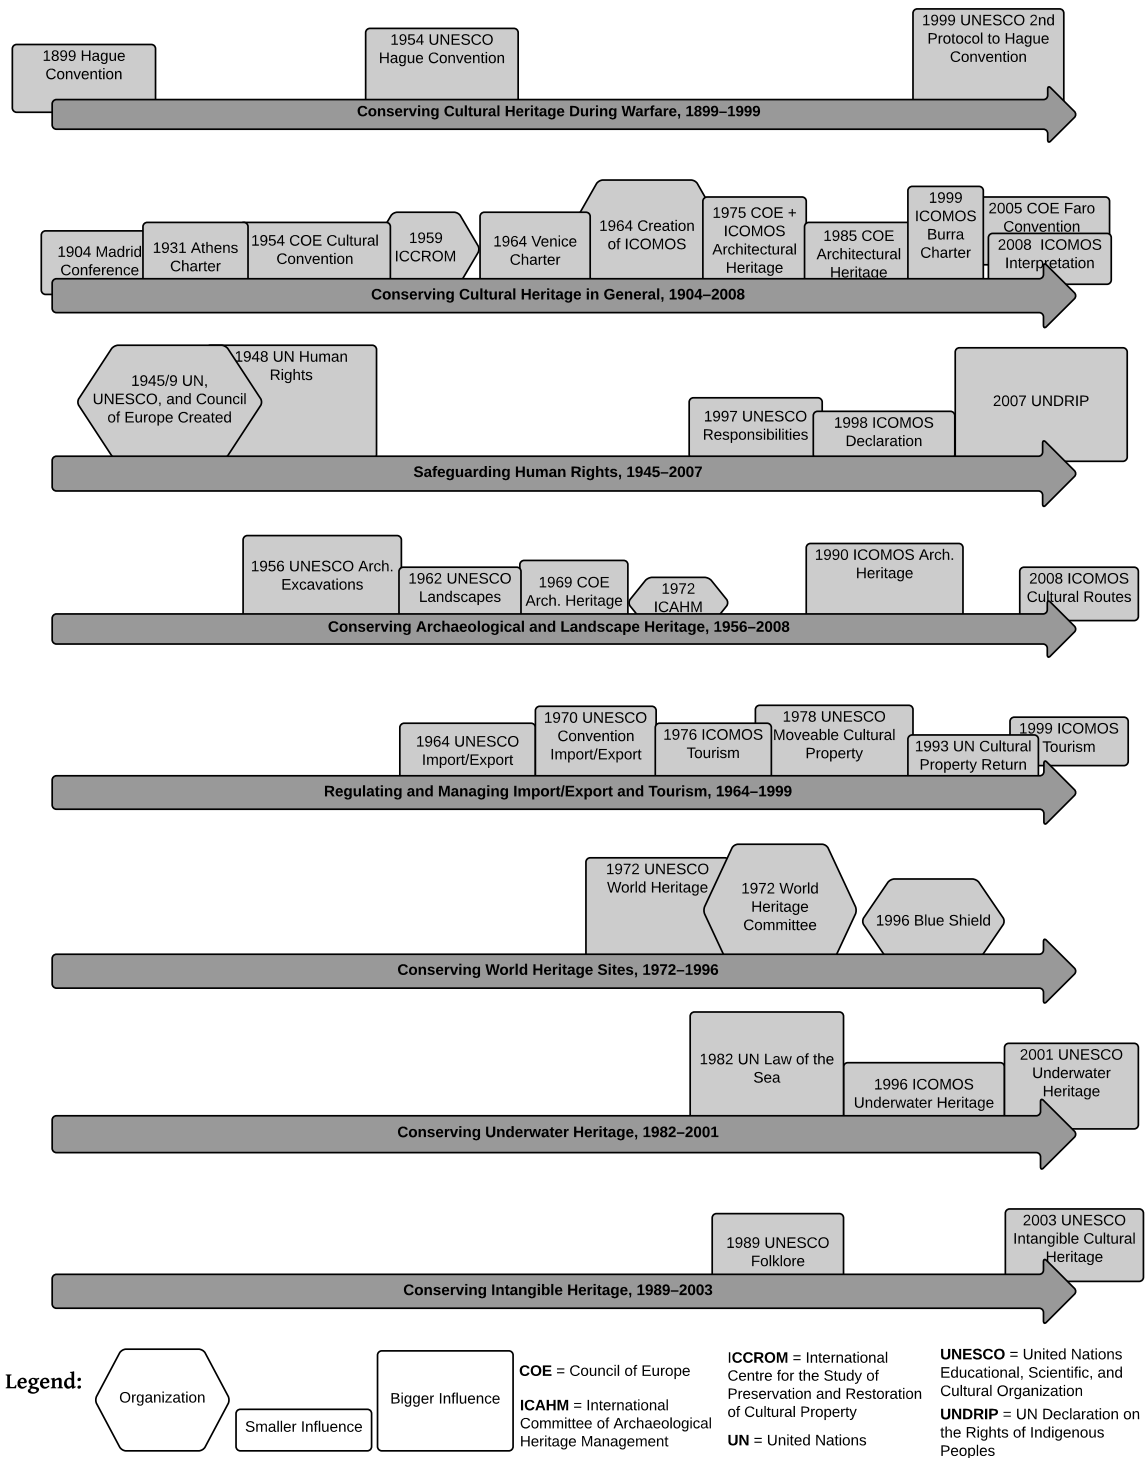 1899 Hague
Convention
1954 UNESCO
Hague Convention
1999 UNESCO 2nd
Protocol to Hague
Convention
Conserving Cultural Heritage During Warfare, 1899–1999
1904 Madrid
Conference
1931 Athens
Charter
1954 COE Cultural
Convention
1959
ICCROM
1964 Venice
Charter
1964 Creation
of ICOMOS
1975 COE +
ICOMOS
Architectural
Heritage
1985 COE
Architectural
Heritage
1999
ICOMOS
Burra
Charter
2005 COE Faro
Convention
2008 ICOMOS
Interpretation
Conserving Cultural Heritage in General, 1904–2008
1945/9 UN,
UNESCO, and Council
of Europe Created
1948 UN Human
Rights
1997 UNESCO
Responsibilities
1998 ICOMOS
Declaration
2007 UNDRIP
Safeguarding Human Rights, 1945–2007
1956 UNESCO Arch.
Excavations
1962 UNESCO
Landscapes
1969 COE
Arch. Heritage
1972
ICAHM
1990 ICOMOS Arch.
Heritage
2008 ICOMOS
Cultural Routes
Conserving Archaeological and Landscape Heritage, 1956–2008
1964 UNESCO
Import/Export
1970 UNESCO
Convention
Import/Export
1976 ICOMOS
Tourism
1978 UNESCO
Moveable Cultural
Property
1993 UN Cultural
Property Return
1999 ICOMOS
Tourism
Regulating and Managing Import/Export and Tourism, 1964–1999
1972 UNESCO
World Heritage
1972 World
Heritage
Committee
1996 Blue Shield
Conserving World Heritage Sites, 1972–1996
1982 UN Law of the
Sea
1996 ICOMOS
Underwater Heritage
2001 UNESCO
Underwater
Heritage
Conserving Underwater Heritage, 1982–2001
1989 UNESCO
Folklore
2003 UNESCO
Intangible Cultural
Heritage
Conserving Intangible Heritage, 1989–2003
Legend:
Organization
Smaller Influence
Bigger Influence
COE = Council of Europe
ICAHM = International
Committee of Archaeological
Heritage Management
ICCROM = International
Centre for the Study of
Preservation and Restoration
of Cultural Property
UN = United Nations
UNESCO = United Nations
Educational, Scientific, and
Cultural Organization
UNDRIP = UN Declaration on
the Rights of Indigenous
Peoples